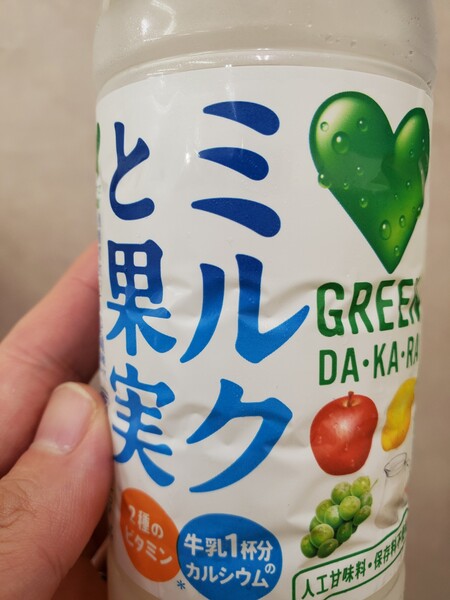 ミルク
と果実
GREEN
DA・KA・RA
2種の
ビタミン
牛乳1杯分
の
カルシウム
*
人工甘味料・保存料